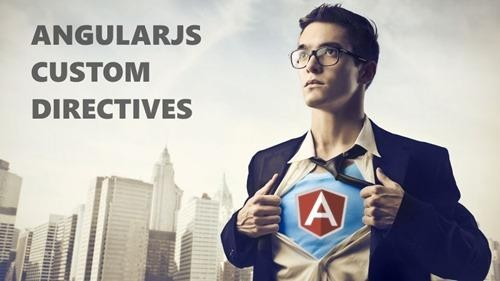 ANGULARJS
CUSTOM
DIRECTIVES
A